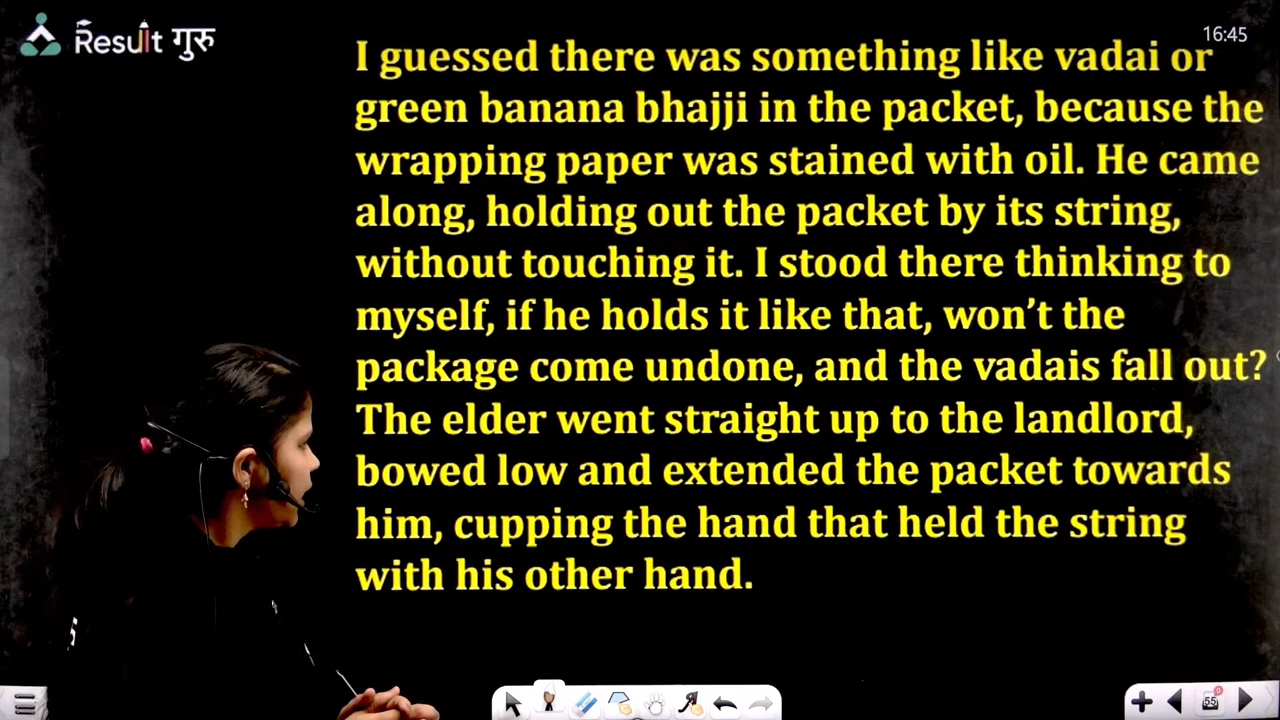 Result गुरु
16:45
I guessed there was something like vadai or
green banana bhajji in the packet, because the
wrapping paper was stained with oil. He came
along, holding out the packet by its string,
without touching it. I stood there thinking to
myself, if he holds it like that, won’t the
package come undone, and the vadais fall out?
The elder went straight up to the landlord,
bowed low and extended the packet towards
him, cupping the hand that held the string
with his other hand.
55